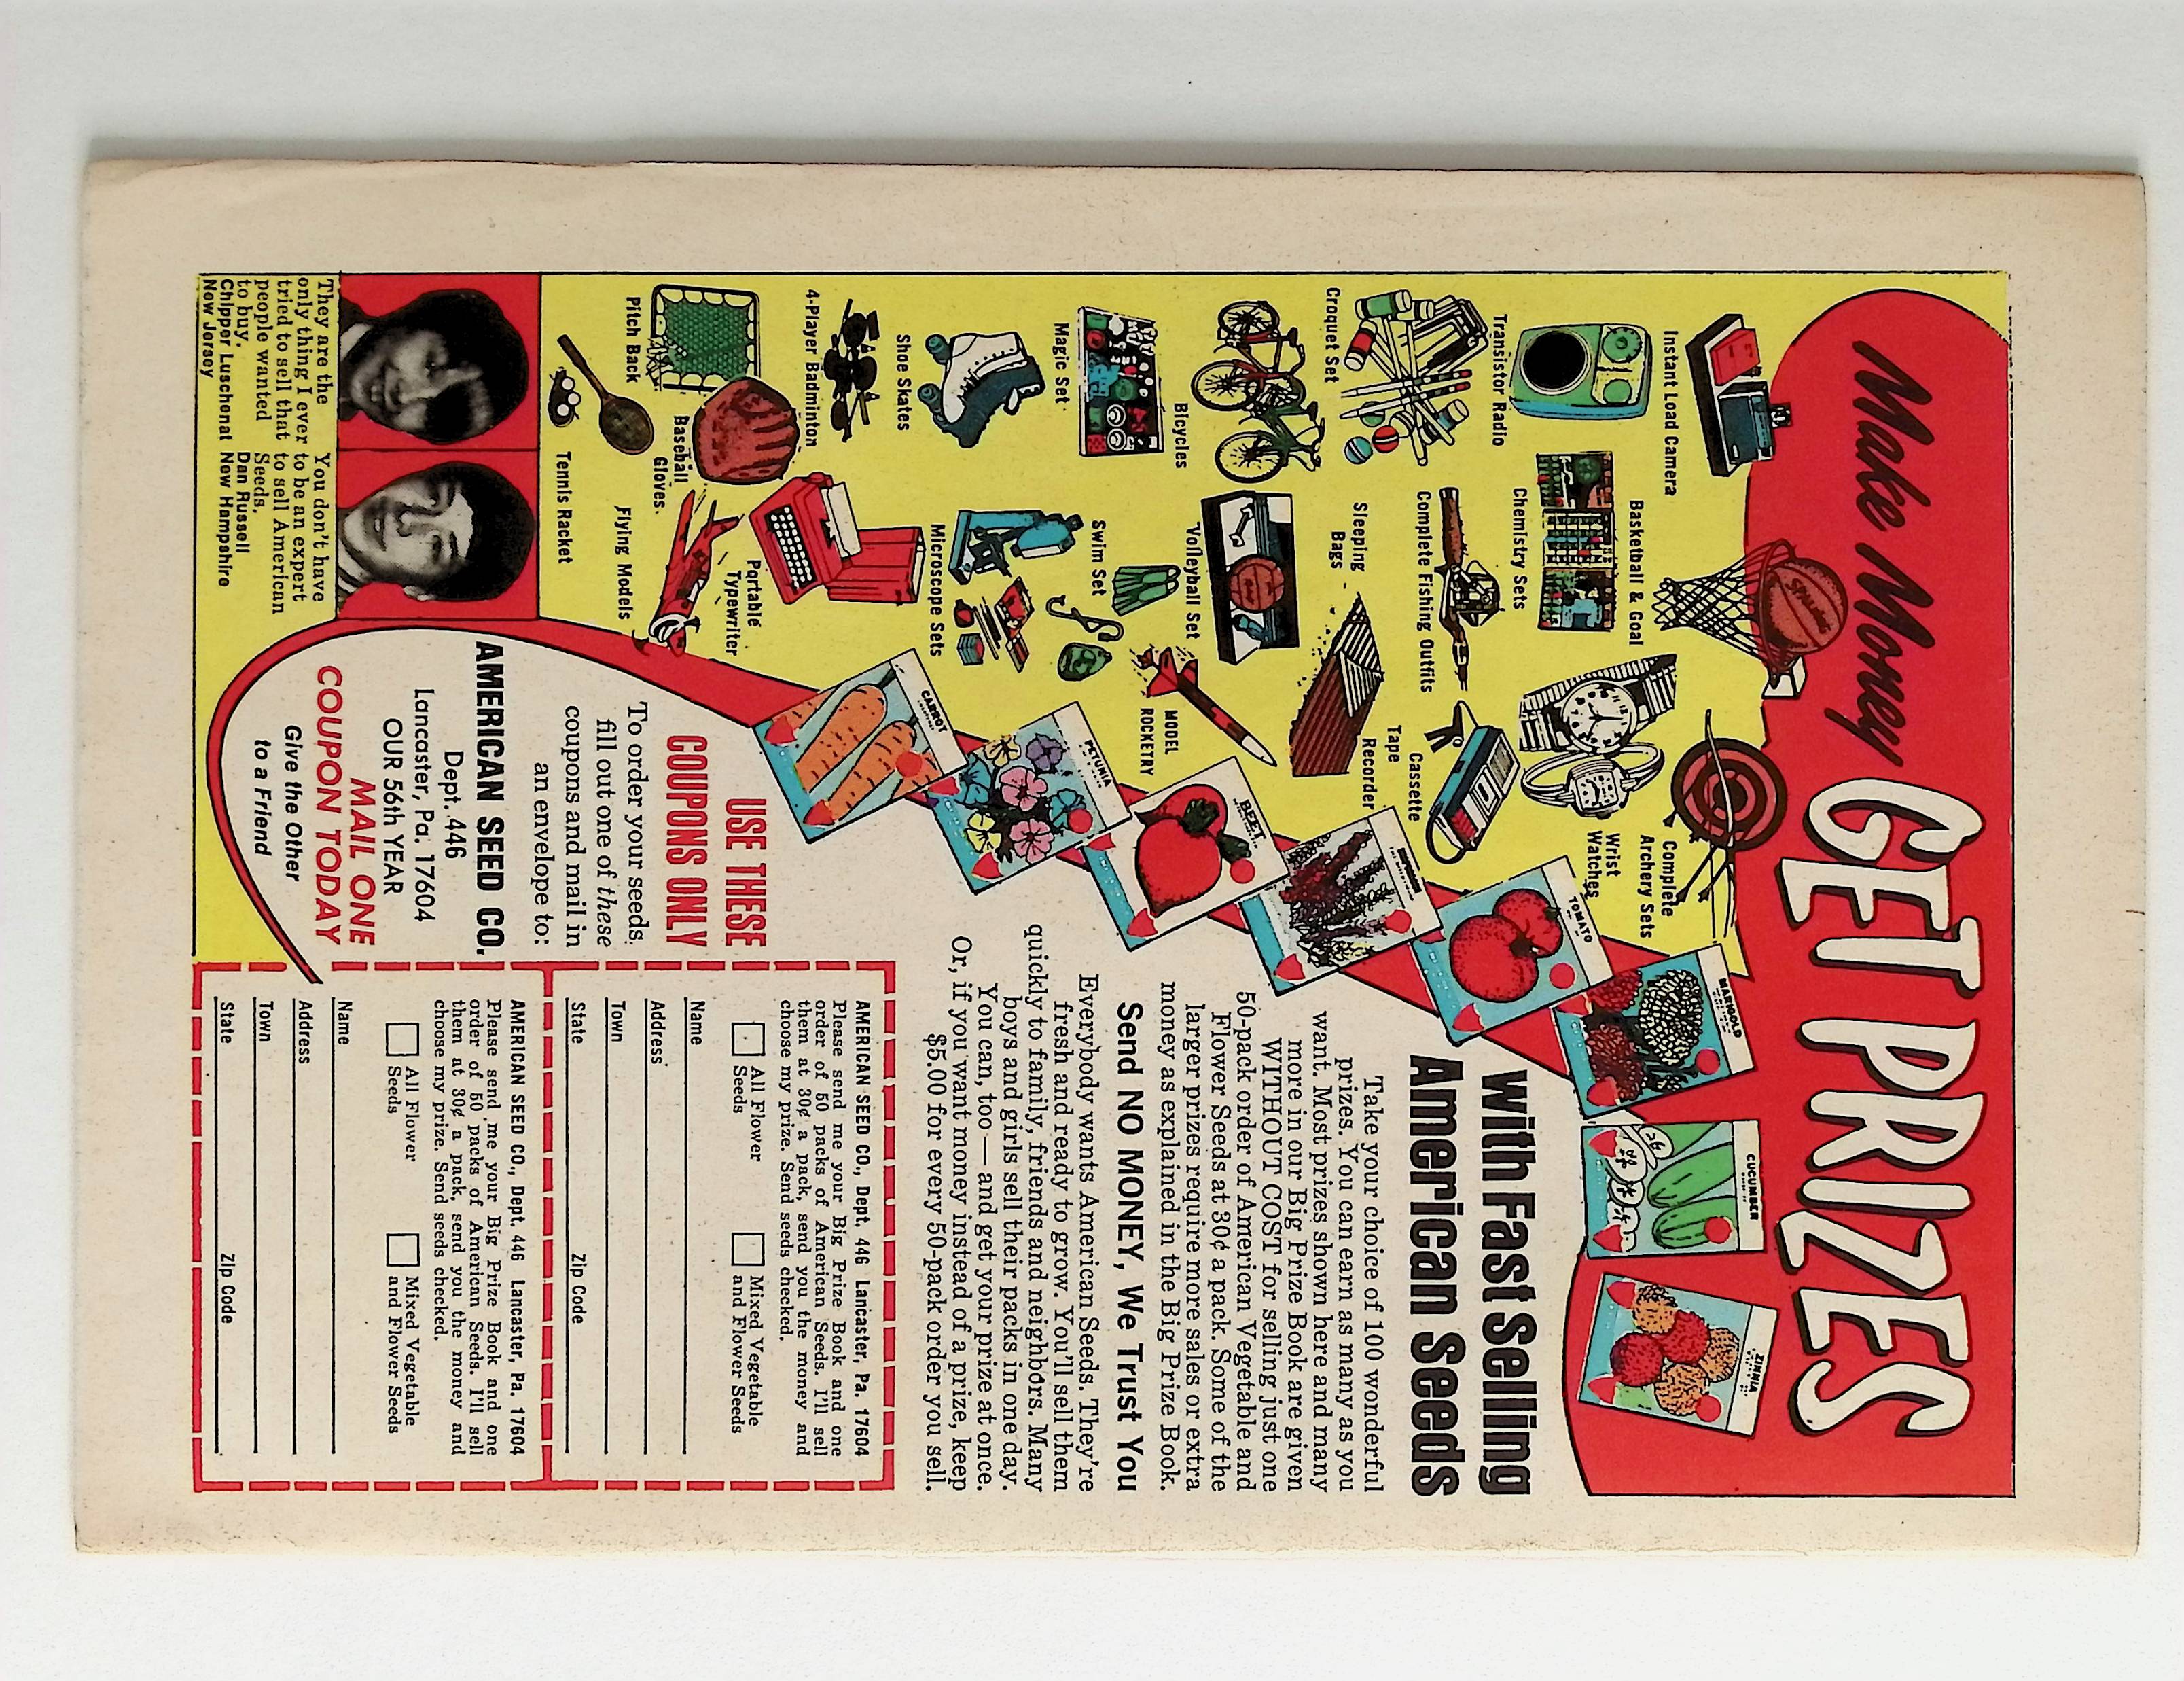 Make Money GET PRIZES
with Fast Selling
American Seeds
Instant Load Camera
Basketball & Goal
Complete
Archery Sets
Transistor Radio
Chemistry Sets
Wrist
Watches
Croquet Set
Complete Fishing Outfits
Cassette
Tape
Recorder
Sleeping
Bags
Bicycles
Volleyball Set
MODEL
ROCKETRY
Magic Set
Swim Set
Shoe Skates
Microscope Sets
4-Player Badminton
Portable
Typewriter
Baseball
Gloves
Pitch Back
Flying Models
Tennis Racket
Spalding
ZINNIA
CUCUMBER
MARIGOLD
TOMATO
BEET
PETUNIA
CARROT
Take your choice of 100 wonderful
prizes. You can earn as many as you
want. Most prizes shown here and many
more in our Big Prize Book are given
WITHOUT COST for selling just one
50-pack order of American Vegetable and
Flower Seeds at 30¢ a pack. Some of the
larger prizes require more sales or extra
money as explained in the Big Prize Book.
Send NO MONEY, We Trust You
Everybody wants American Seeds. They're
fresh and ready to grow. You'll sell them
quickly to family, friends and neighbors. Many
boys and girls sell their packs in one day.
You can, too — and get your prize at once.
Or, if you want money instead of a prize, keep
$5.00 for every 50-pack order you sell.
They are the
only thing I ever
tried to sell that
people wanted
to buy.
Chipper Luschenat
New Jersey
You don't have
to be an expert
to sell American
Seeds.
Dan Russell
New Hampshire
USE THESE
COUPONS ONLY
To order your seeds,
fill out one of these
coupons and mail in
an envelope to:
AMERICAN SEED CO.
Dept. 446
Lancaster, Pa. 17604
OUR 56th YEAR
MAIL ONE
COUPON TODAY
Give the Other
to a Friend
AMERICAN SEED CO., Dept. 446 Lancaster, Pa. 17604
Please send me your Big Prize Book and one
order of 50 packs of American Seeds. I'll sell
them at 30¢ a pack, send you the money and
choose my prize. Send seeds checked.
All Flower
Seeds
Mixed Vegetable
and Flower Seeds
Name
Address
Town
State Zip Code
AMERICAN SEED CO., Dept. 446 Lancaster, Pa. 17604
Please send me your Big Prize Book and one
order of 50 packs of American Seeds. I'll sell
them at 30¢ a pack, send you the money and
choose my prize. Send seeds checked.
All Flower
Seeds
Mixed Vegetable
and Flower Seeds
Name
Address
Town
State Zip Code